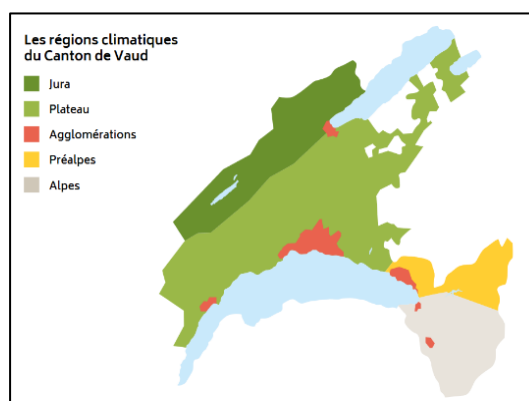 Les régions climatiques
du Canton de Vaud
Jura
Plateau
Agglomérations
Préalpes
Alpes